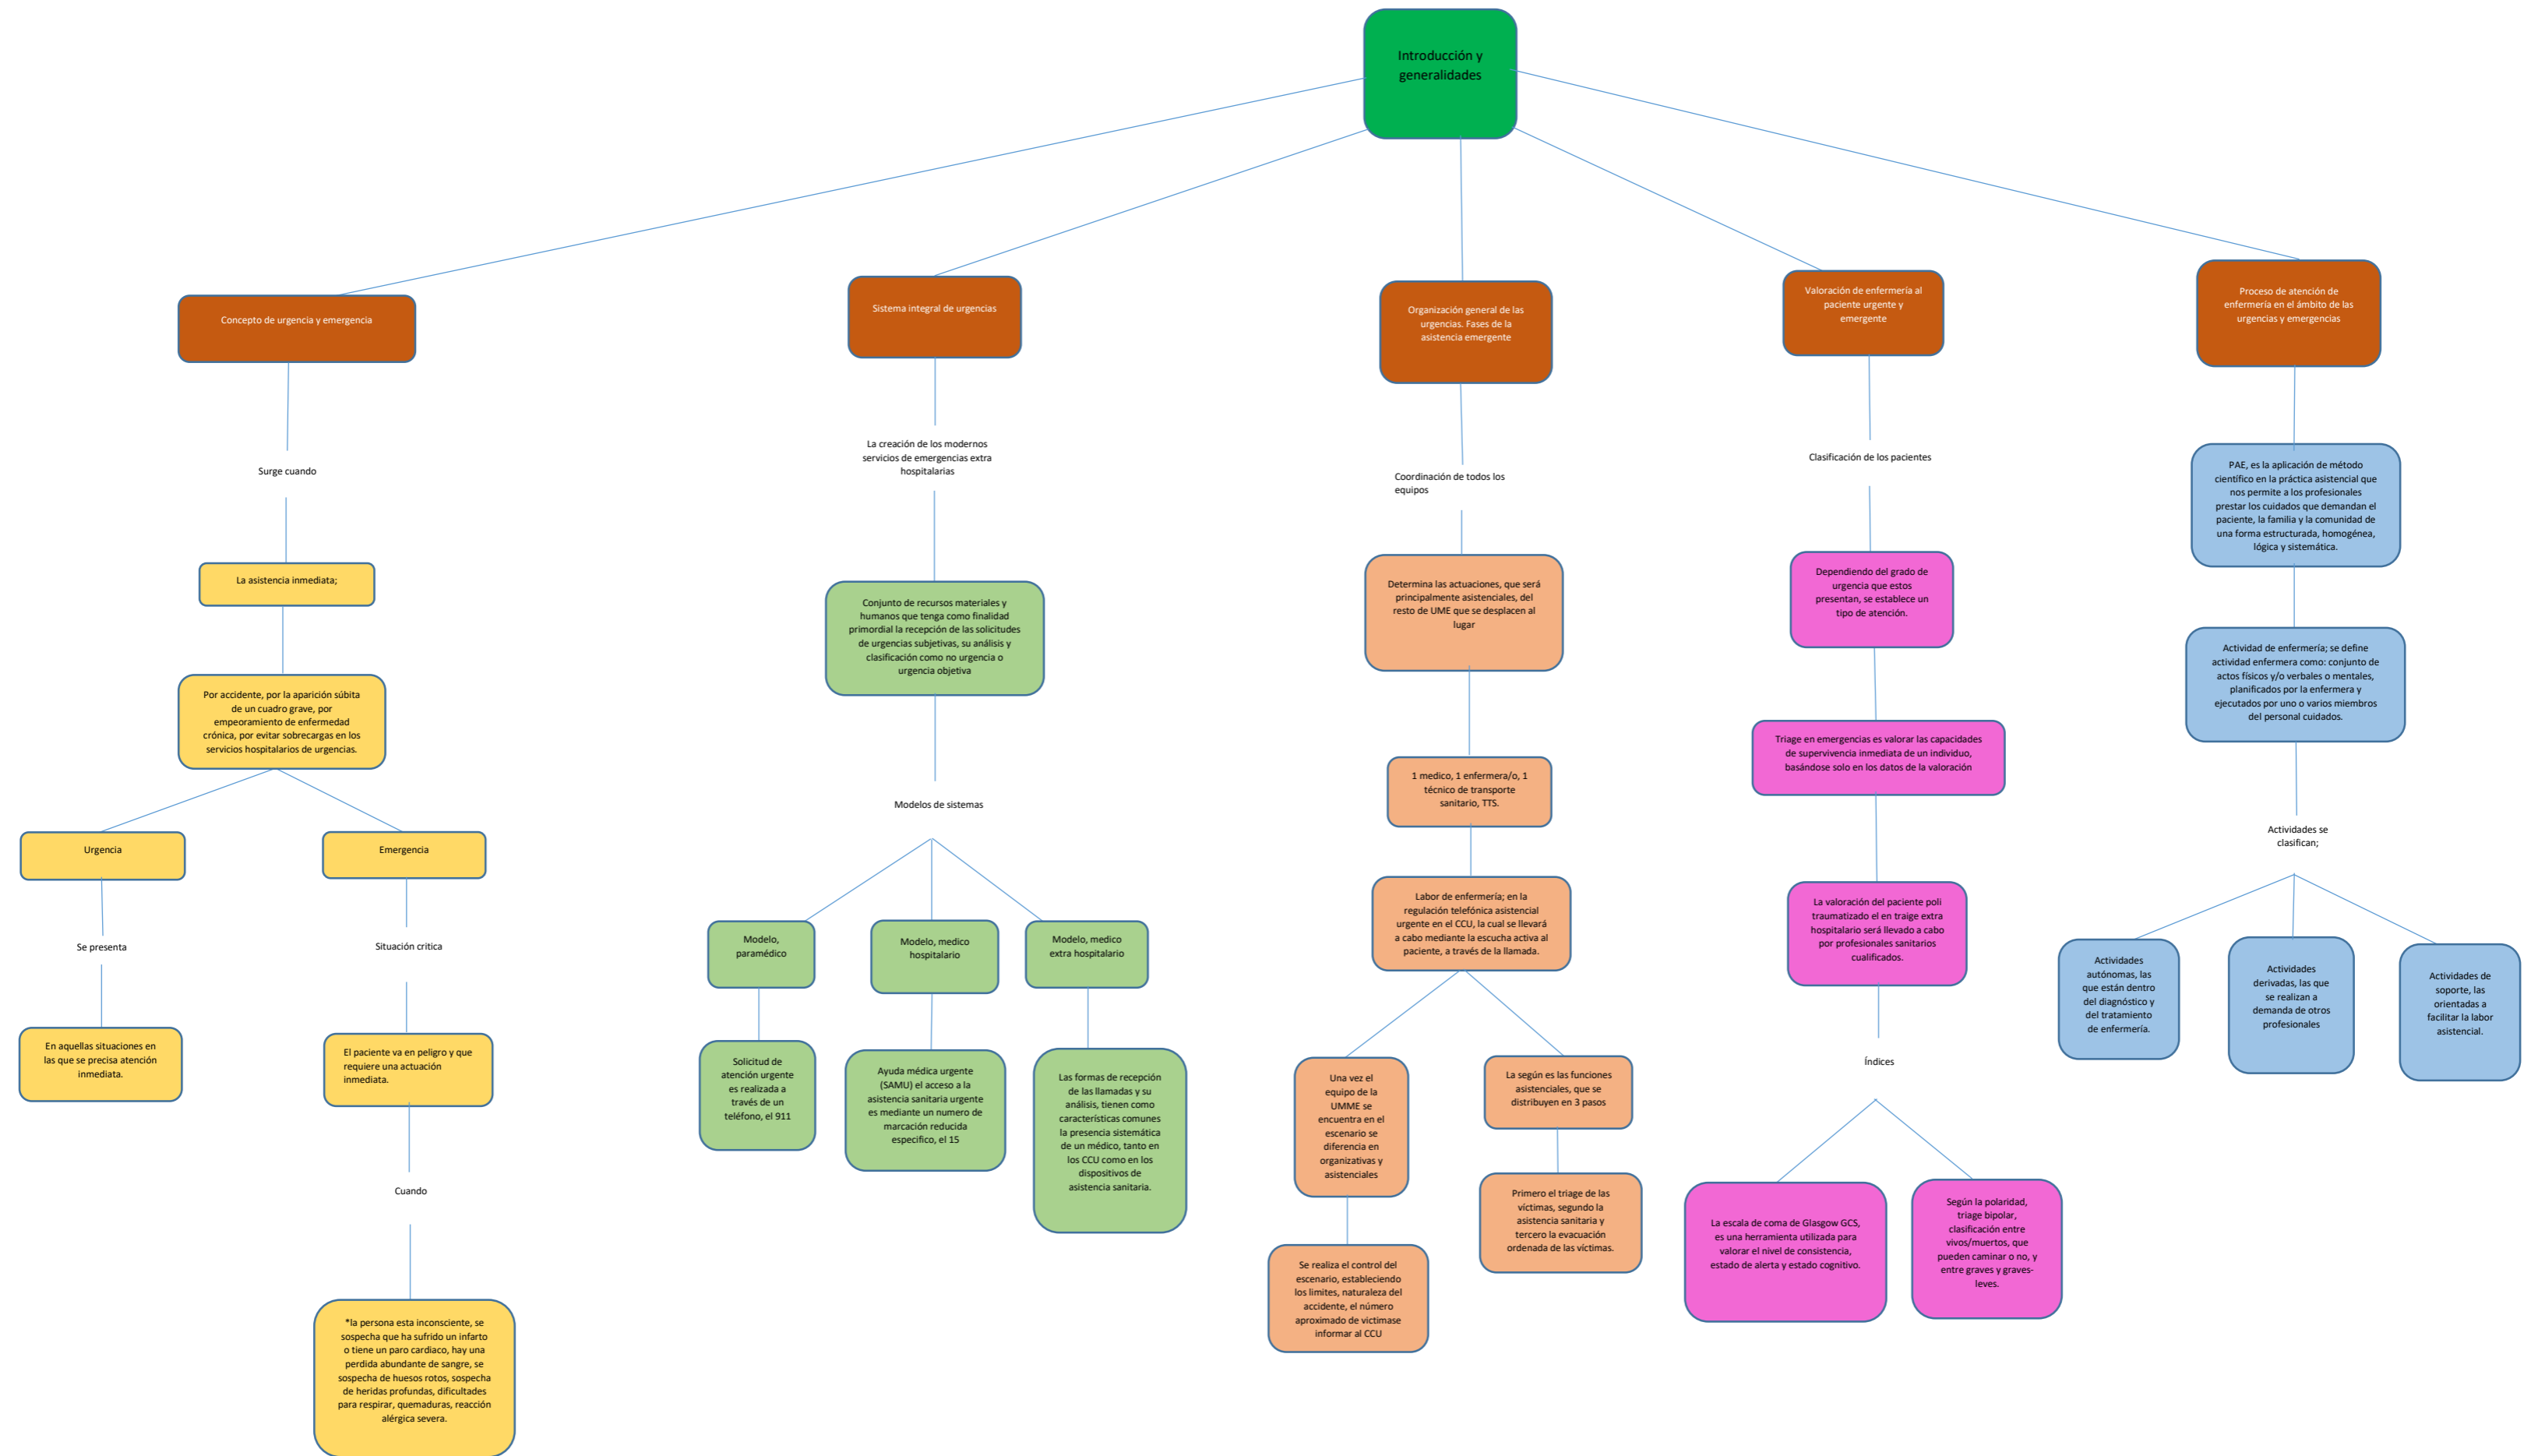 Introducción y
generalidades
Concepto de urgencia y emergencia
Surge cuando
La asistencia inmediata;
Por accidente, por la aparición súbita
de un cuadro grave, por
empeoramiento de enfermedad
crónica, por evitar sobrecargas en los
servicios hospitalarios de urgencias.
Urgencia
Se presenta
En aquellas situaciones en
las que se precisa atención
inmediata.
Emergencia
Situación critica
El paciente va en peligro y que
requiere una actuación
inmediata.
Cuando
*la persona esta inconsciente, se
sospecha que ha sufrido un infarto
o tiene un paro cardiaco, hay una
perdida abundante de sangre, se
sospecha de huesos rotos, sospecha
de heridas profundas, dificultades
para respirar, quemaduras, reacción
alérgica severa.
Sistema integral de urgencias
La creación de los modernos
servicios de emergencias extra
hospitalarias
Conjunto de recursos materiales y
humanos que tenga como finalidad
primordial la recepción de las solicitudes
de urgencias subjetivas, su análisis y
clasificación como no urgencia o
urgencia objetiva
Modelos de sistemas
Modelo,
paramédico
Solicitud de
atención urgente
es realizada a
través de un
teléfono, el 911
Modelo, medico
hospitalario
Ayuda médica urgente
(SAMU) el acceso a la
asistencia sanitaria urgente
es mediante un numero de
marcación reducida
especifico, el 15
Modelo, medico
extra hospitalario
Las formas de recepción
de las llamadas y su
análisis, tienen como
características comunes
la presencia sistemática
de un médico, tanto en
los CCU como en los
dispositivos de
asistencia sanitaria.
Organización general de las
urgencias. Fases de la
asistencia emergente
Coordinación de todos los
equipos
Determina las actuaciones, que será
principalmente asistenciales, del
resto de UME que se desplacen al
lugar
1 medico, 1 enfermera/o, 1
técnico de transporte
sanitario, TTS.
Labor de enfermería; en la
regulación telefónica asistencial
urgente en el CCU, la cual se llevará
a cabo mediante la escucha activa al
paciente, a través de la llamada.
Una vez el
equipo de la
UMME se
encuentra en el
escenario se
diferencia en
organizativas y
asistenciales
Se realiza el control del
escenario, estableciendo
los limites, naturaleza del
accidente, el número
aproximado de victimase
informar al CCU
La según es las funciones
asistenciales, que se
distribuyen en 3 pasos
Primero el triage de las
víctimas, segundo la
asistencia sanitaria y
tercero la evacuación
ordenada de las víctimas.
Valoración de enfermería al
paciente urgente y
emergente
Clasificación de los pacientes
Dependiendo del grado de
urgencia que estos
presentan, se establece un
tipo de atención.
Triage en emergencias es valorar las capacidades
de supervivencia inmediata de un individuo,
basándose solo en los datos de la valoración
La valoración del paciente poli
traumatizado el en traige extra
hospitalario será llevado a cabo
por profesionales sanitarios
cualificados.
Índices
La escala de coma de Glasgow GCS,
es una herramienta utilizada para
valorar el nivel de consistencia,
estado de alerta y estado cognitivo.
Según la polaridad,
triage bipolar,
clasificación entre
vivos/muertos, que
pueden caminar o no, y
entre graves y graves-
leves.
Proceso de atención de
enfermería en el ámbito de las
urgencias y emergencias
PAE, es la aplicación de método
científico en la práctica asistencial que
nos permite a los profesionales
prestar los cuidados que demandan el
paciente, la familia y la comunidad de
una forma estructurada, homogénea,
lógica y sistemática.
Actividad de enfermería; se define
actividad enfermera como: conjunto de
actos físicos y/o verbales o mentales,
planificados por la enfermera y
ejecutados por uno o varios miembros
del personal cuidados.
Actividades se
clasifican;
Actividades
autónomas, las
que están dentro
del diagnóstico y
del tratamiento
de enfermería.
Actividades
derivadas, las que
se realizan a
demanda de otros
profesionales
Actividades de
soporte, las
orientadas a
facilitar la labor
asistencial.